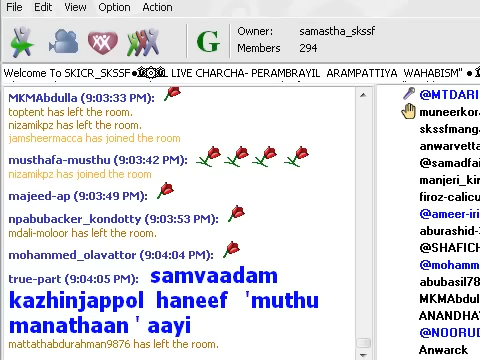 File Edit View Option Action
G Owner: samastha_skssf
Members 294
Welcome To SKICR_SKSSF LIVE CHARCHA- PERAMBRAYIL ARAMPATTIYA WAHABISM"
MKMAbdulla (9:03:33 PM):
toptent has left the room.
nizamikpz has left the room.
jamsheermacca has joined the room
musthafa-musthu (9:03:42 PM):
nizamikpz has joined the room
majeed-ap (9:03:49 PM):
npabubacker_kondotty (9:03:53 PM):
mdali-moloor has left the room.
mohammed_olavattor (9:04:04 PM):
true-part (9:04:05 PM): samvaadam
kazhinjappol haneef 'muthu
manathaan ' aayi
mattathabdurahman9876 has left the room.
@MTDARI
muneerkor
skssfmang
anwarvetta
@samadfai
manjeri_kir
firoz-calicu
@ameer-iri
aburashid-3
@SHAFICH
@mohamm
abubasil78
MKMAbdul
ANANDHA
@NOORUD
Anwarck